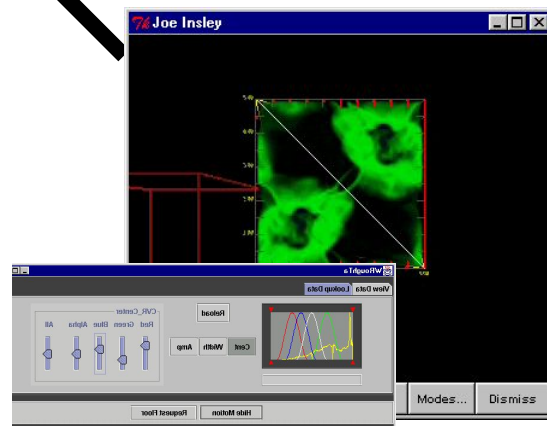 7% Joe Insley
WRoughTa
View Data Lookup Data
Reload
Cent Width Amp
CVR_Center
Red Green Blue Alpha All
Hide Motion Request Floor
Modes... Dismiss